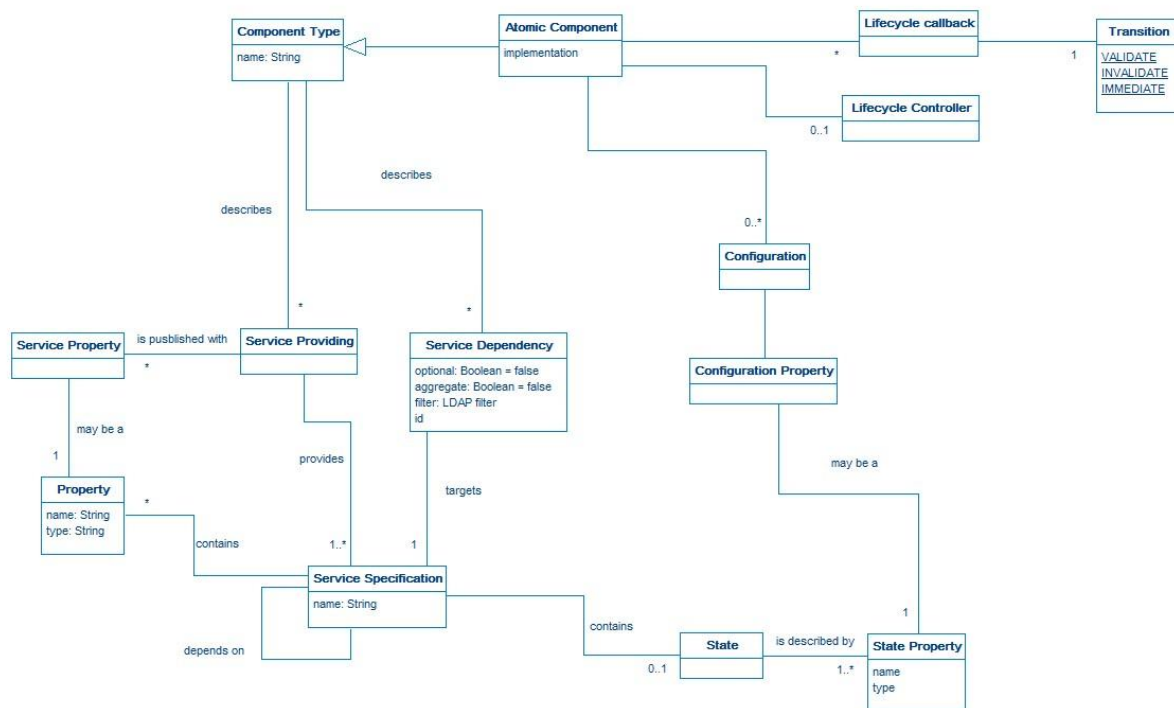 Component Type
name: String
Atomic Component
implementation
Lifecycle callback
Transition
VALIDATE
INVALIDATE
IMMEDIATE
*
1
Lifecycle Controller
0..1
describes
describes
0..*
Configuration
*
*
Service Property
is pusblished with
*
Service Providing
Service Dependency
optional: Boolean = false
aggregate: Boolean = false
filter: LDAP filter
id
Configuration Property
may be a
1
provides
may be a
Property
name: String
type: String
*
targets
contains
1..*
1
Service Specification
name: String
depends on
contains
0..1
State
is described by
1..*
1
State Property
name
type